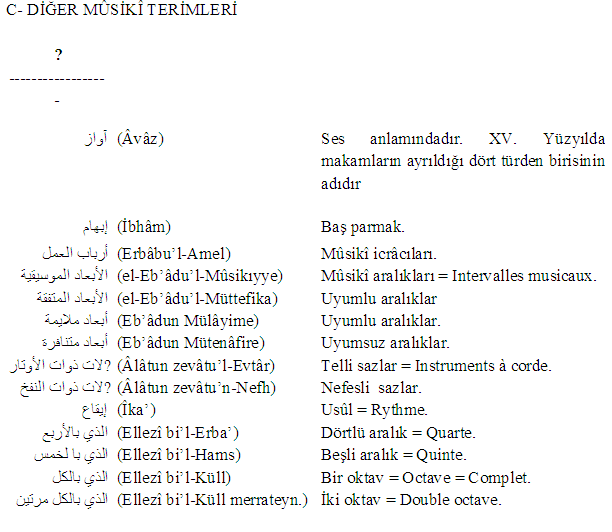 C- DİĞER MÛSİKÎ TERİMLERİ
?
-----------------
-
آواز (Âvâz) Ses anlamındadır. XV. Yüzyılda
makamların ayrıldığı dört türden birisinin
adıdır
إبهام (İbhâm) Baş parmak.
أرباب العمل (Erbâbu’l-Amel) Mûsikî icrâcıları.
الأبعاد الموسيقية (el-Eb’âdu’l-Mûsikıyye) Mûsikî aralıkları = Intervalles musicaux.
الأبعاد المتفقة (el-Eb’âdu’l-Müttefika) Uyumlu aralıklar
أبعاد ملايمة (Eb’âdun Mülâyime) Uyumlu aralıklar.
أبعاد متنافرة (Eb’âdun Mütenâfire) Uyumsuz aralıklar.
?لات ذوات الأوتار (Âlâtun zevâtu’l-Evtâr) Telli sazlar = Instruments à corde.
?لات ذوات النفخ (Âlâtun zevâtu’n-Nefh) Nefesli sazlar.
إيقاع (Îka’) Usûl = Rythme.
الذي بالأربع (Ellezî bi’l-Erba’) Dörtlü aralık = Quarte.
الذي با لخمس (Ellezî bi’l-Hams) Beşli aralık = Quinte.
الذي بالكل (Ellezî bi’l-Küll) Bir oktav = Octave = Complet.
الذي بالكل مرتين (Ellezî bi’l-Küll merrateyn.) İki oktav = Double octave.